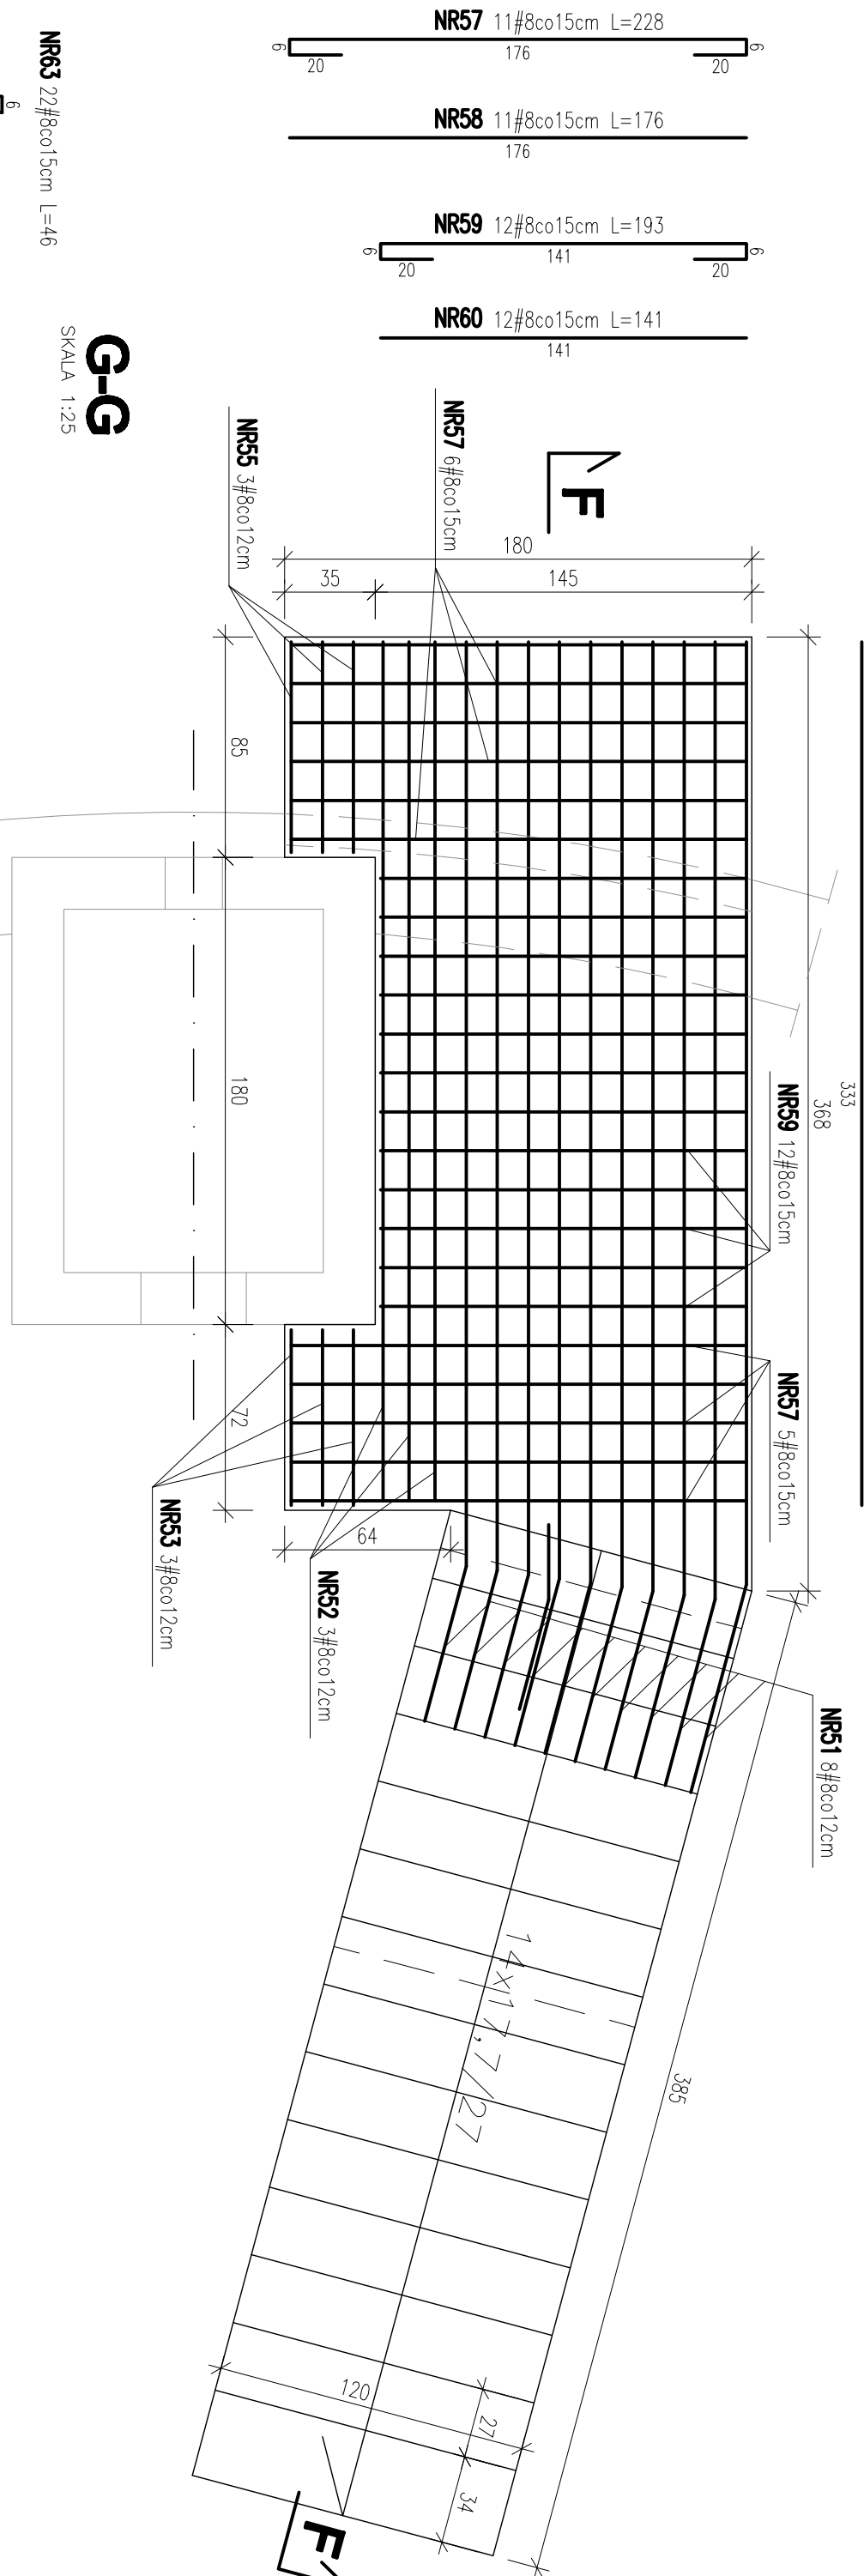 NR57 11#8co15cm L=228
6
176
6
20
20
NR58 11#8co15cm L=176
176
NR59 12#8co15cm L=193
6
141
6
20
20
NR60 12#8co15cm L=141
141
NR63 22#8co15cm L=46
6
G-G
SKALA 1:25
NR57 6#8co15cm
NR55 3#8co12cm
F
180
35
145
85
180
72
333
368
NR59 12#8co15cm
NR57 5#8co15cm
64
NR53 3#8co12cm
NR52 3#8co12cm
NR51 8#8co12cm
14x17,7/27
385
120
27
34
F